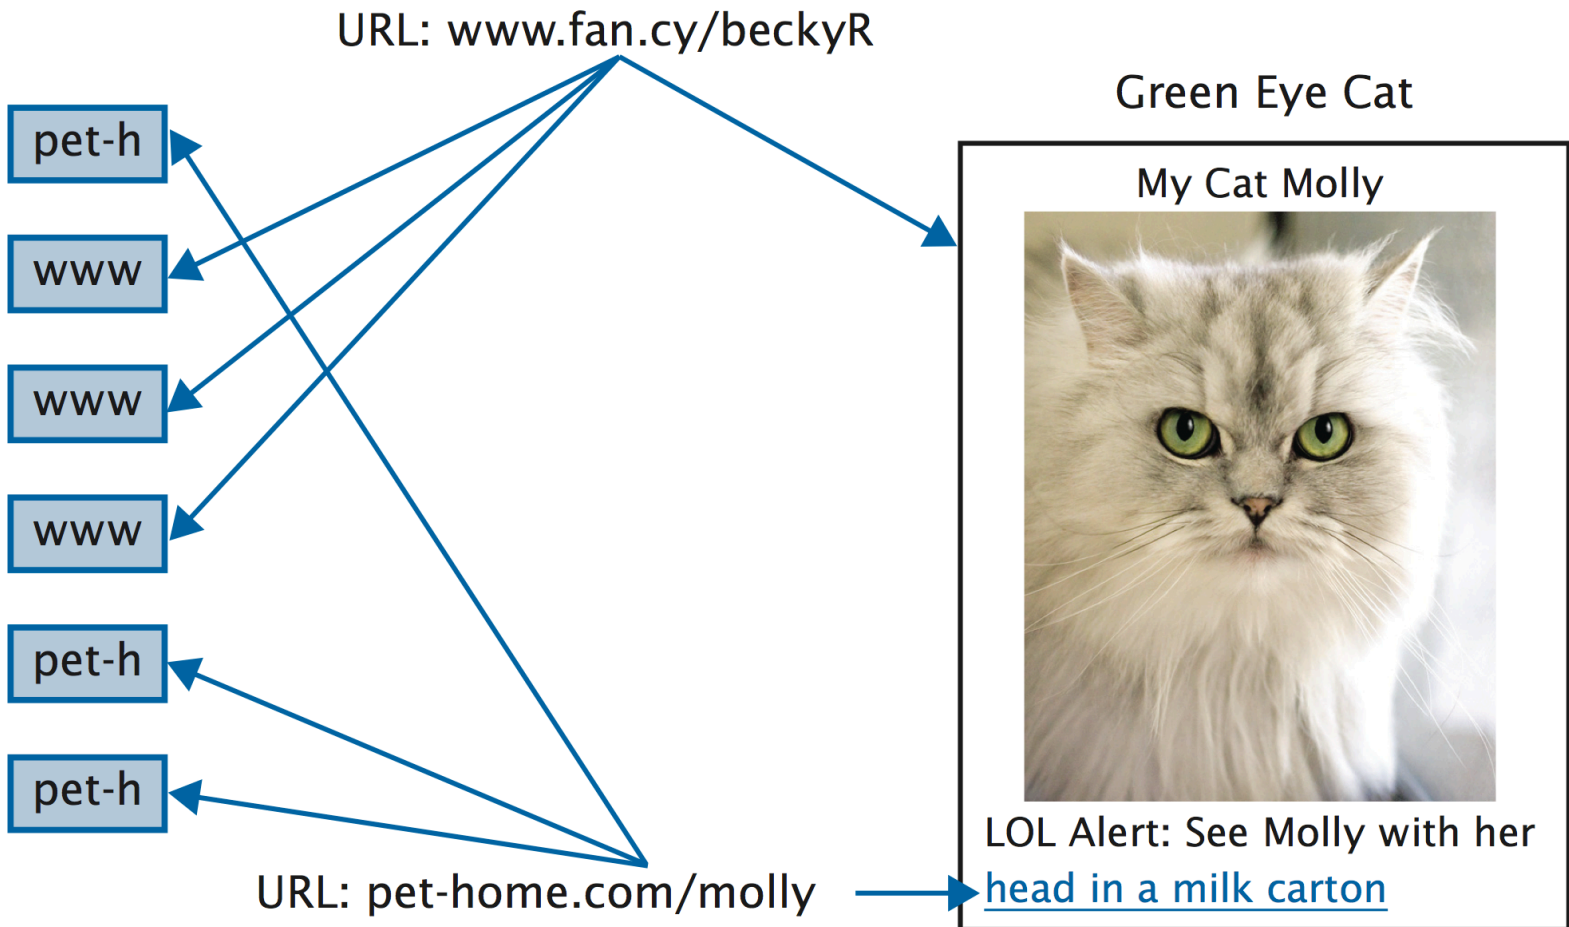 URL: www.fan.cy/beckyR
Green Eye Cat
pet-h
www
www
www
pet-h
pet-h
My Cat Molly
LOL Alert: See Molly with her
head in a milk carton
URL: pet-home.com/molly